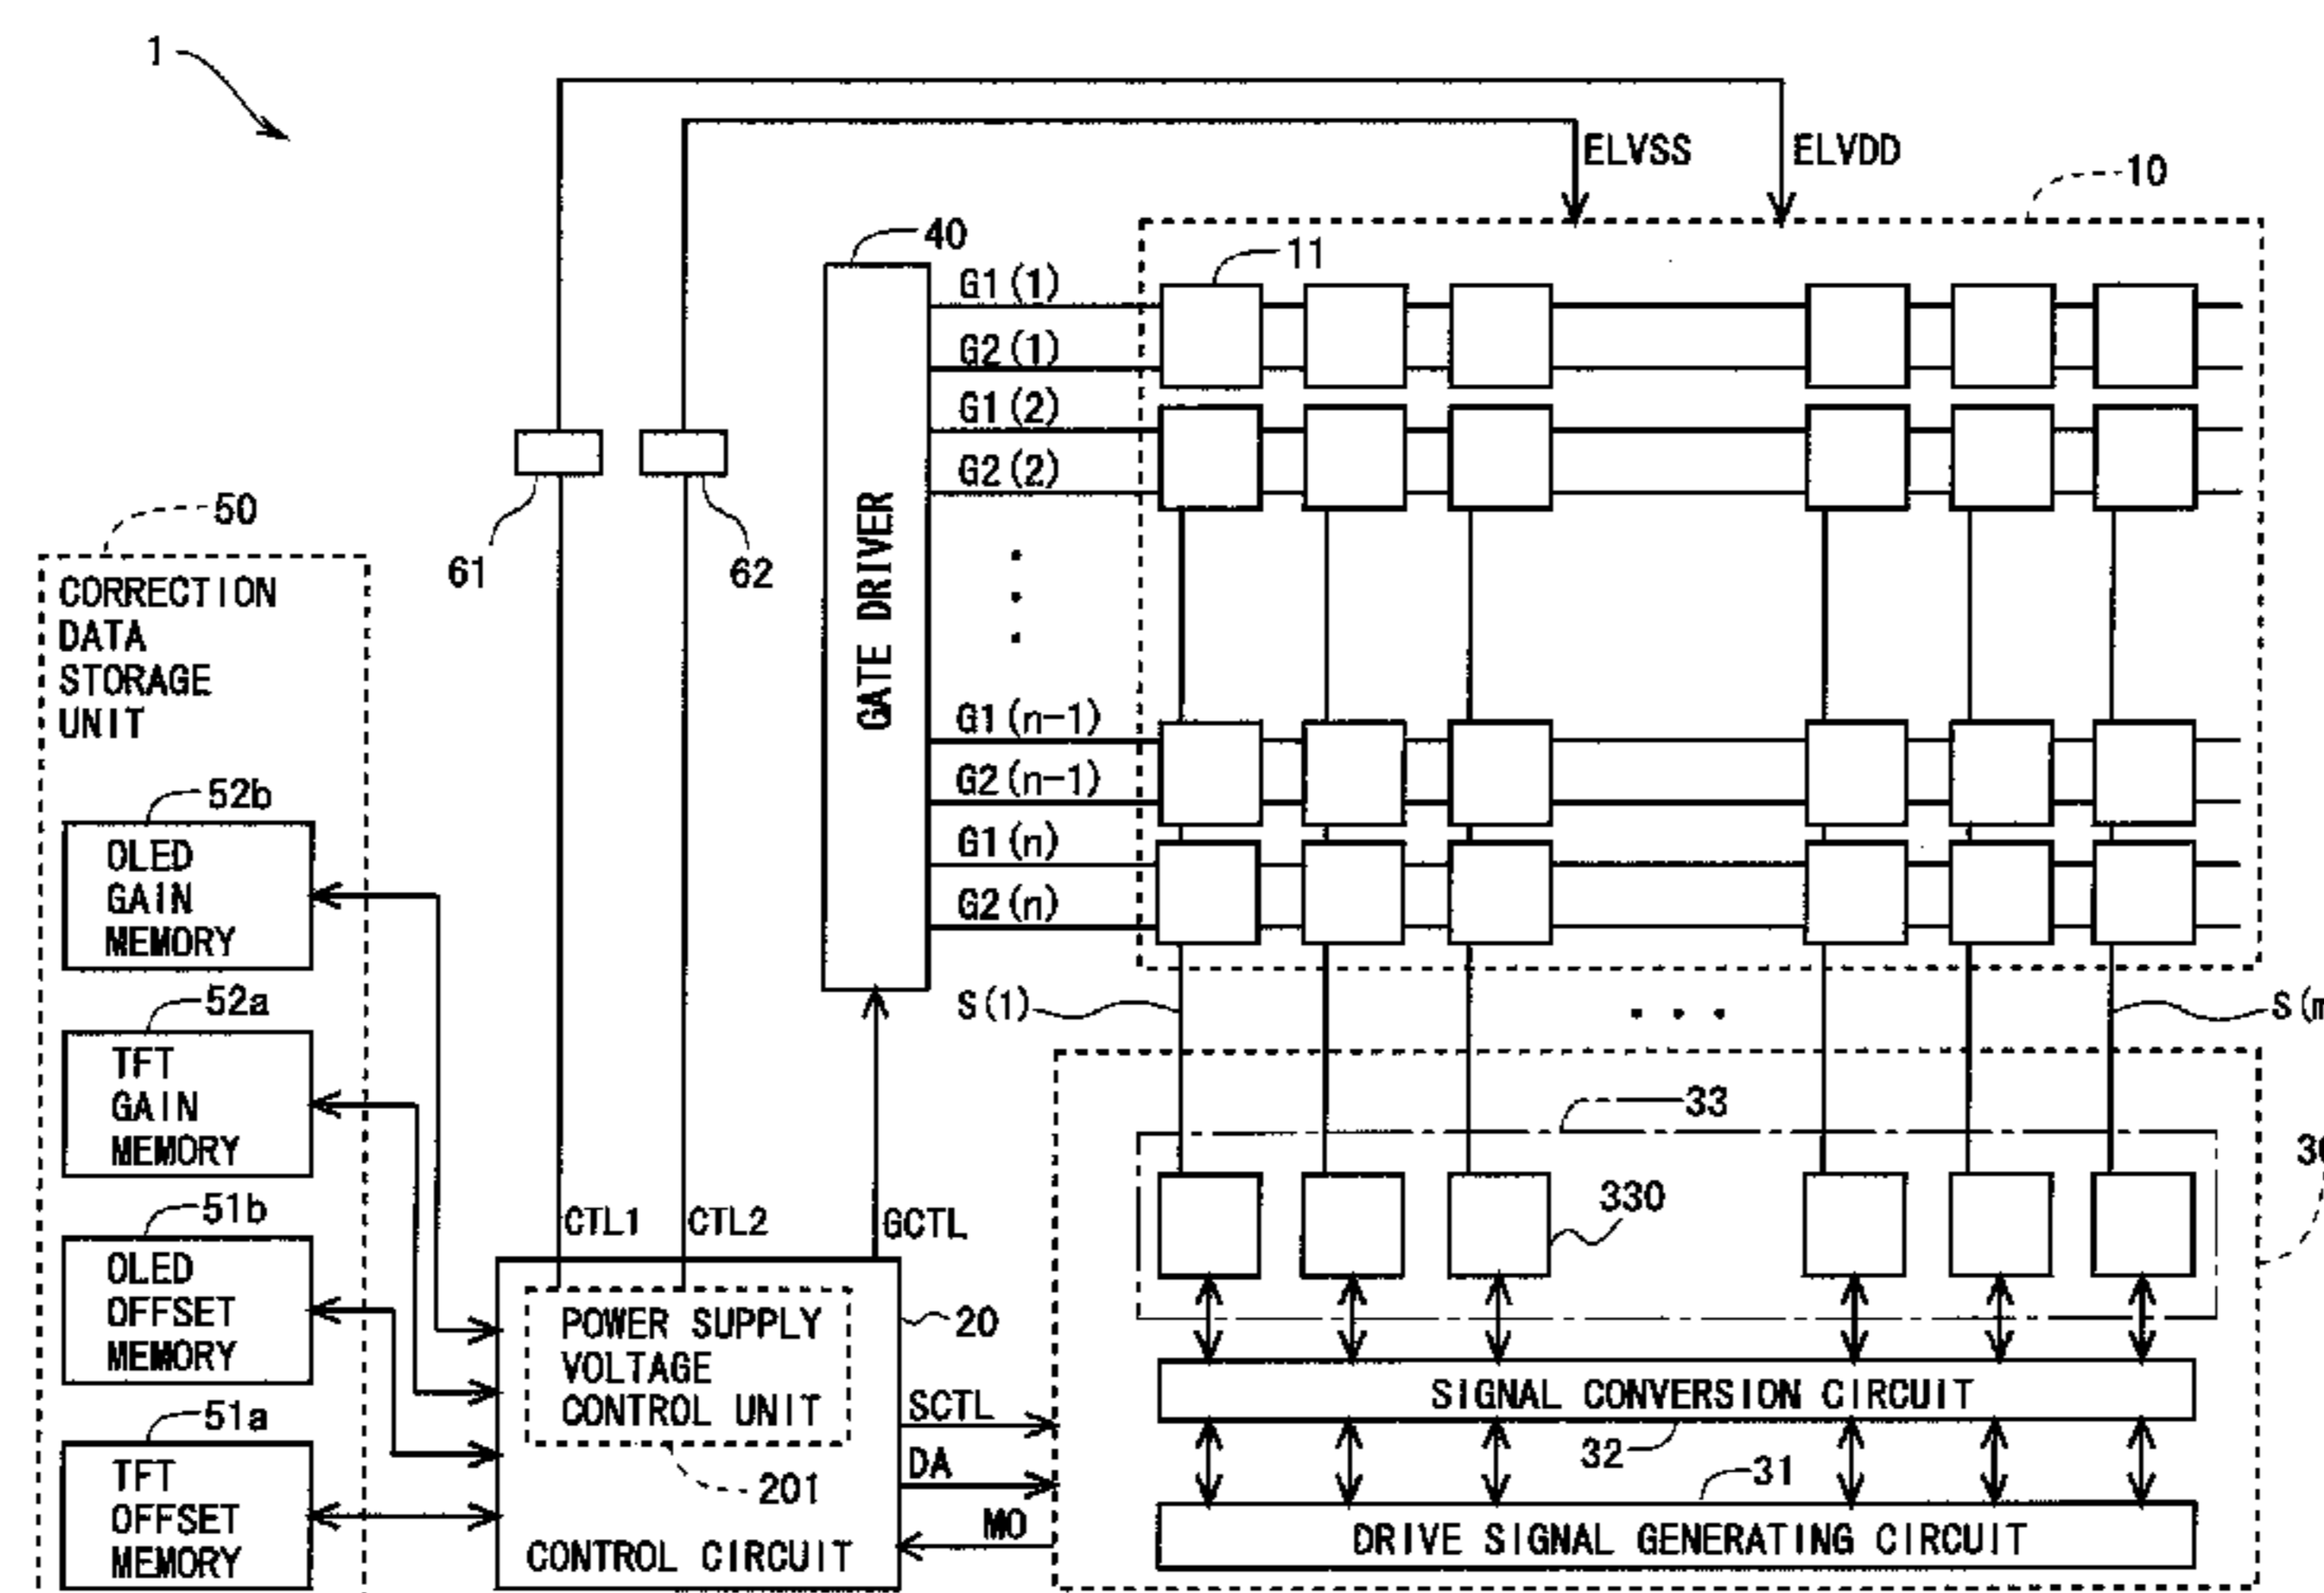 1
ELVSS
ELVDD
10
40
11
G1(1)
G2(1)
G1(2)
G2(2)
61
62
GATE DRIVER
50
CORRECTION
DATA
STORAGE
UNIT
G1(n-1)
G2(n-1)
G1(n)
G2(n)
52b
OLED
GAIN
MEMORY
52a
TFT
GAIN
MEMORY
S(1)
S(m
33
30
330
51b
OLED
OFFSET
MEMORY
CTL1
CTL2
GCTL
POWER SUPPLY
VOLTAGE
CONTROL UNIT
20
SIGNAL CONVERSION CIRCUIT
32
51a
TFT
OFFSET
MEMORY
SCTL
DA
201
MO
CONTROL CIRCUIT
31
DRIVE SIGNAL GENERATING CIRCUIT